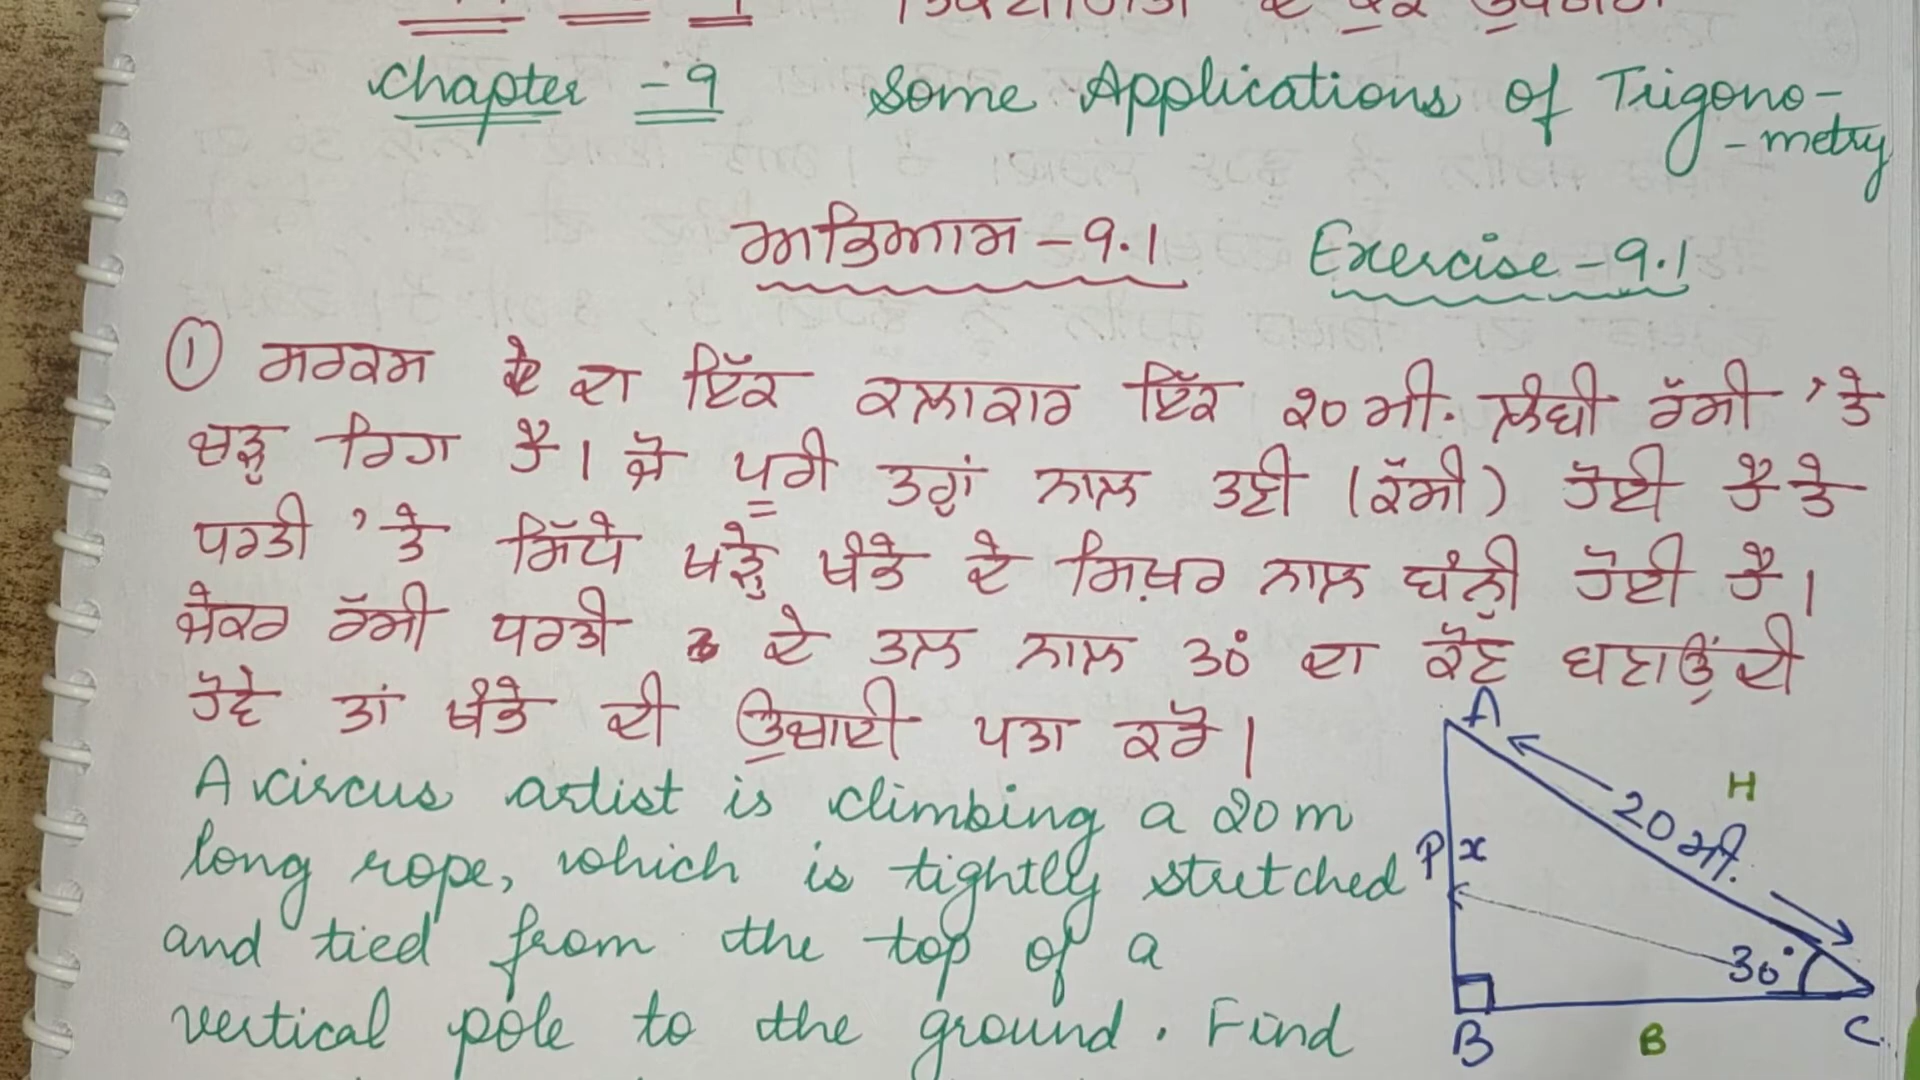 Chapter - 9 Some Applications of Trigono-
- metry
ਅਭਿਆਸ - 9.1 Exercise - 9.1
① ਸਰਕਸ ਦਾ ਇੱਕ ਕਲਾਕਾਰ ਇੱਕ 20 ਮੀ. ਲੰਬੀ ਰੱਸੀ 'ਤੇ
ਚੜ੍ਹ ਰਿਹਾ ਹੈ। ਜੋ ਪੂਰੀ ਤਰ੍ਹਾਂ ਨਾਲ ਤਣੀ (ਰੱਸੀ) ਹੋਈ ਹੈ ਤੇ
ਧਰਤੀ 'ਤੇ ਸਿੱਧੇ ਖੜ੍ਹੇ ਖੰਭੇ ਦੇ ਸਿਖ਼ਰ ਨਾਲ ਬੰਨ੍ਹੀ ਹੋਈ ਹੈ।
ਜੇਕਰ ਰੱਸੀ ਧਰਤੀ ਦੇ ਤਲ ਨਾਲ 30° ਦਾ ਕੋਣ ਬਣਾਉਂਦੀ
ਹੋਵੇ ਤਾਂ ਖੰਭੇ ਦੀ ਉਚਾਈ ਪਤਾ ਕਰੋ।
A circus artist is climbing a 20 m
long rope, which is tightly stretched
and tied from the top of a
vertical pole to the ground. Find
A
H
20 ਮੀ.
P x
30°
B
B
C